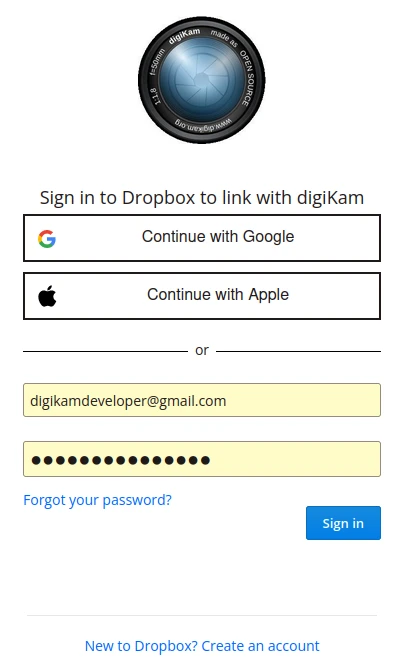 digiKam made as OPEN SOURCE
www.digikam.org
1:1.8 f=50mm
Sign in to Dropbox to link with digiKam
Continue with Google
Continue with Apple
or
digikamdeveloper@gmail.com
●●●●●●●●●●●●●●●
Forgot your password?
Sign in
New to Dropbox? Create an account